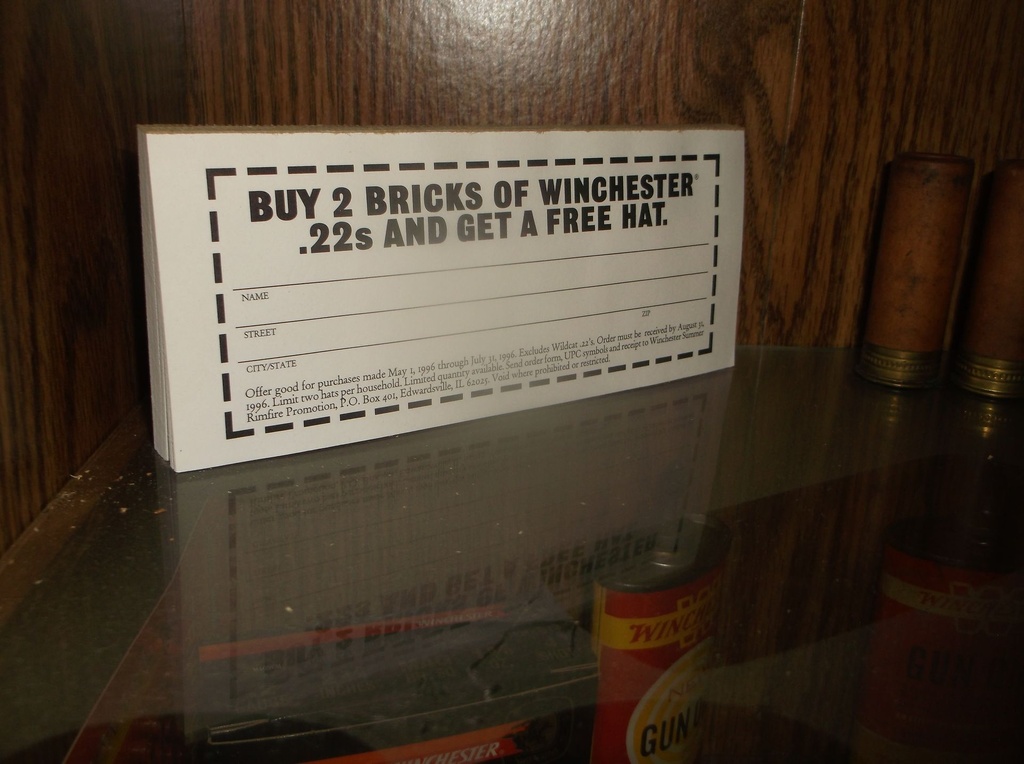 BUY 2 BRICKS OF WINCHESTER®
.22s AND GET A FREE HAT.
NAME
STREET
ZIP
CITY/STATE
Offer good for purchases made May 1, 1996 through July 31, 1996. Excludes Wildcat .22's. Order must be received by August 31,
1996. Limit two hats per household. Limited quantity available. Send order form, UPC symbols and receipt to Winchester Summer
Rimfire Promotion, P.O. Box 401, Edwardsville, IL 62025. Void where prohibited or restricted.
GUN
WINCHESTER